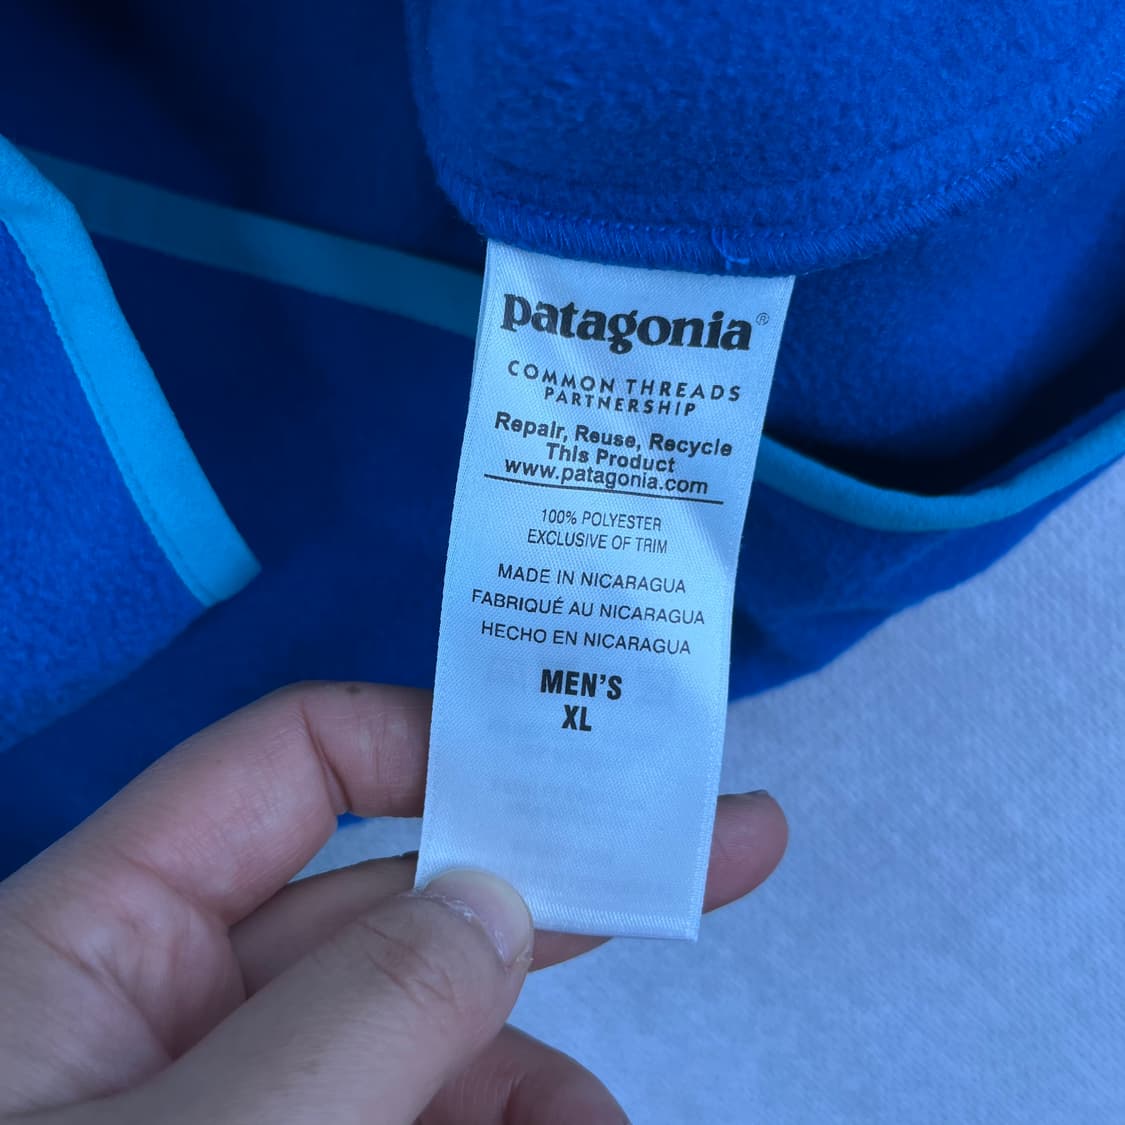 patagonia®
COMMON THREADS
PARTNERSHIP
Repair, Reuse, Recycle
This Product
www.patagonia.com
100% POLYESTER
EXCLUSIVE OF TRIM
MADE IN NICARAGUA
FABRIQUÉ AU NICARAGUA
HECHO EN NICARAGUA
MEN'S
XL